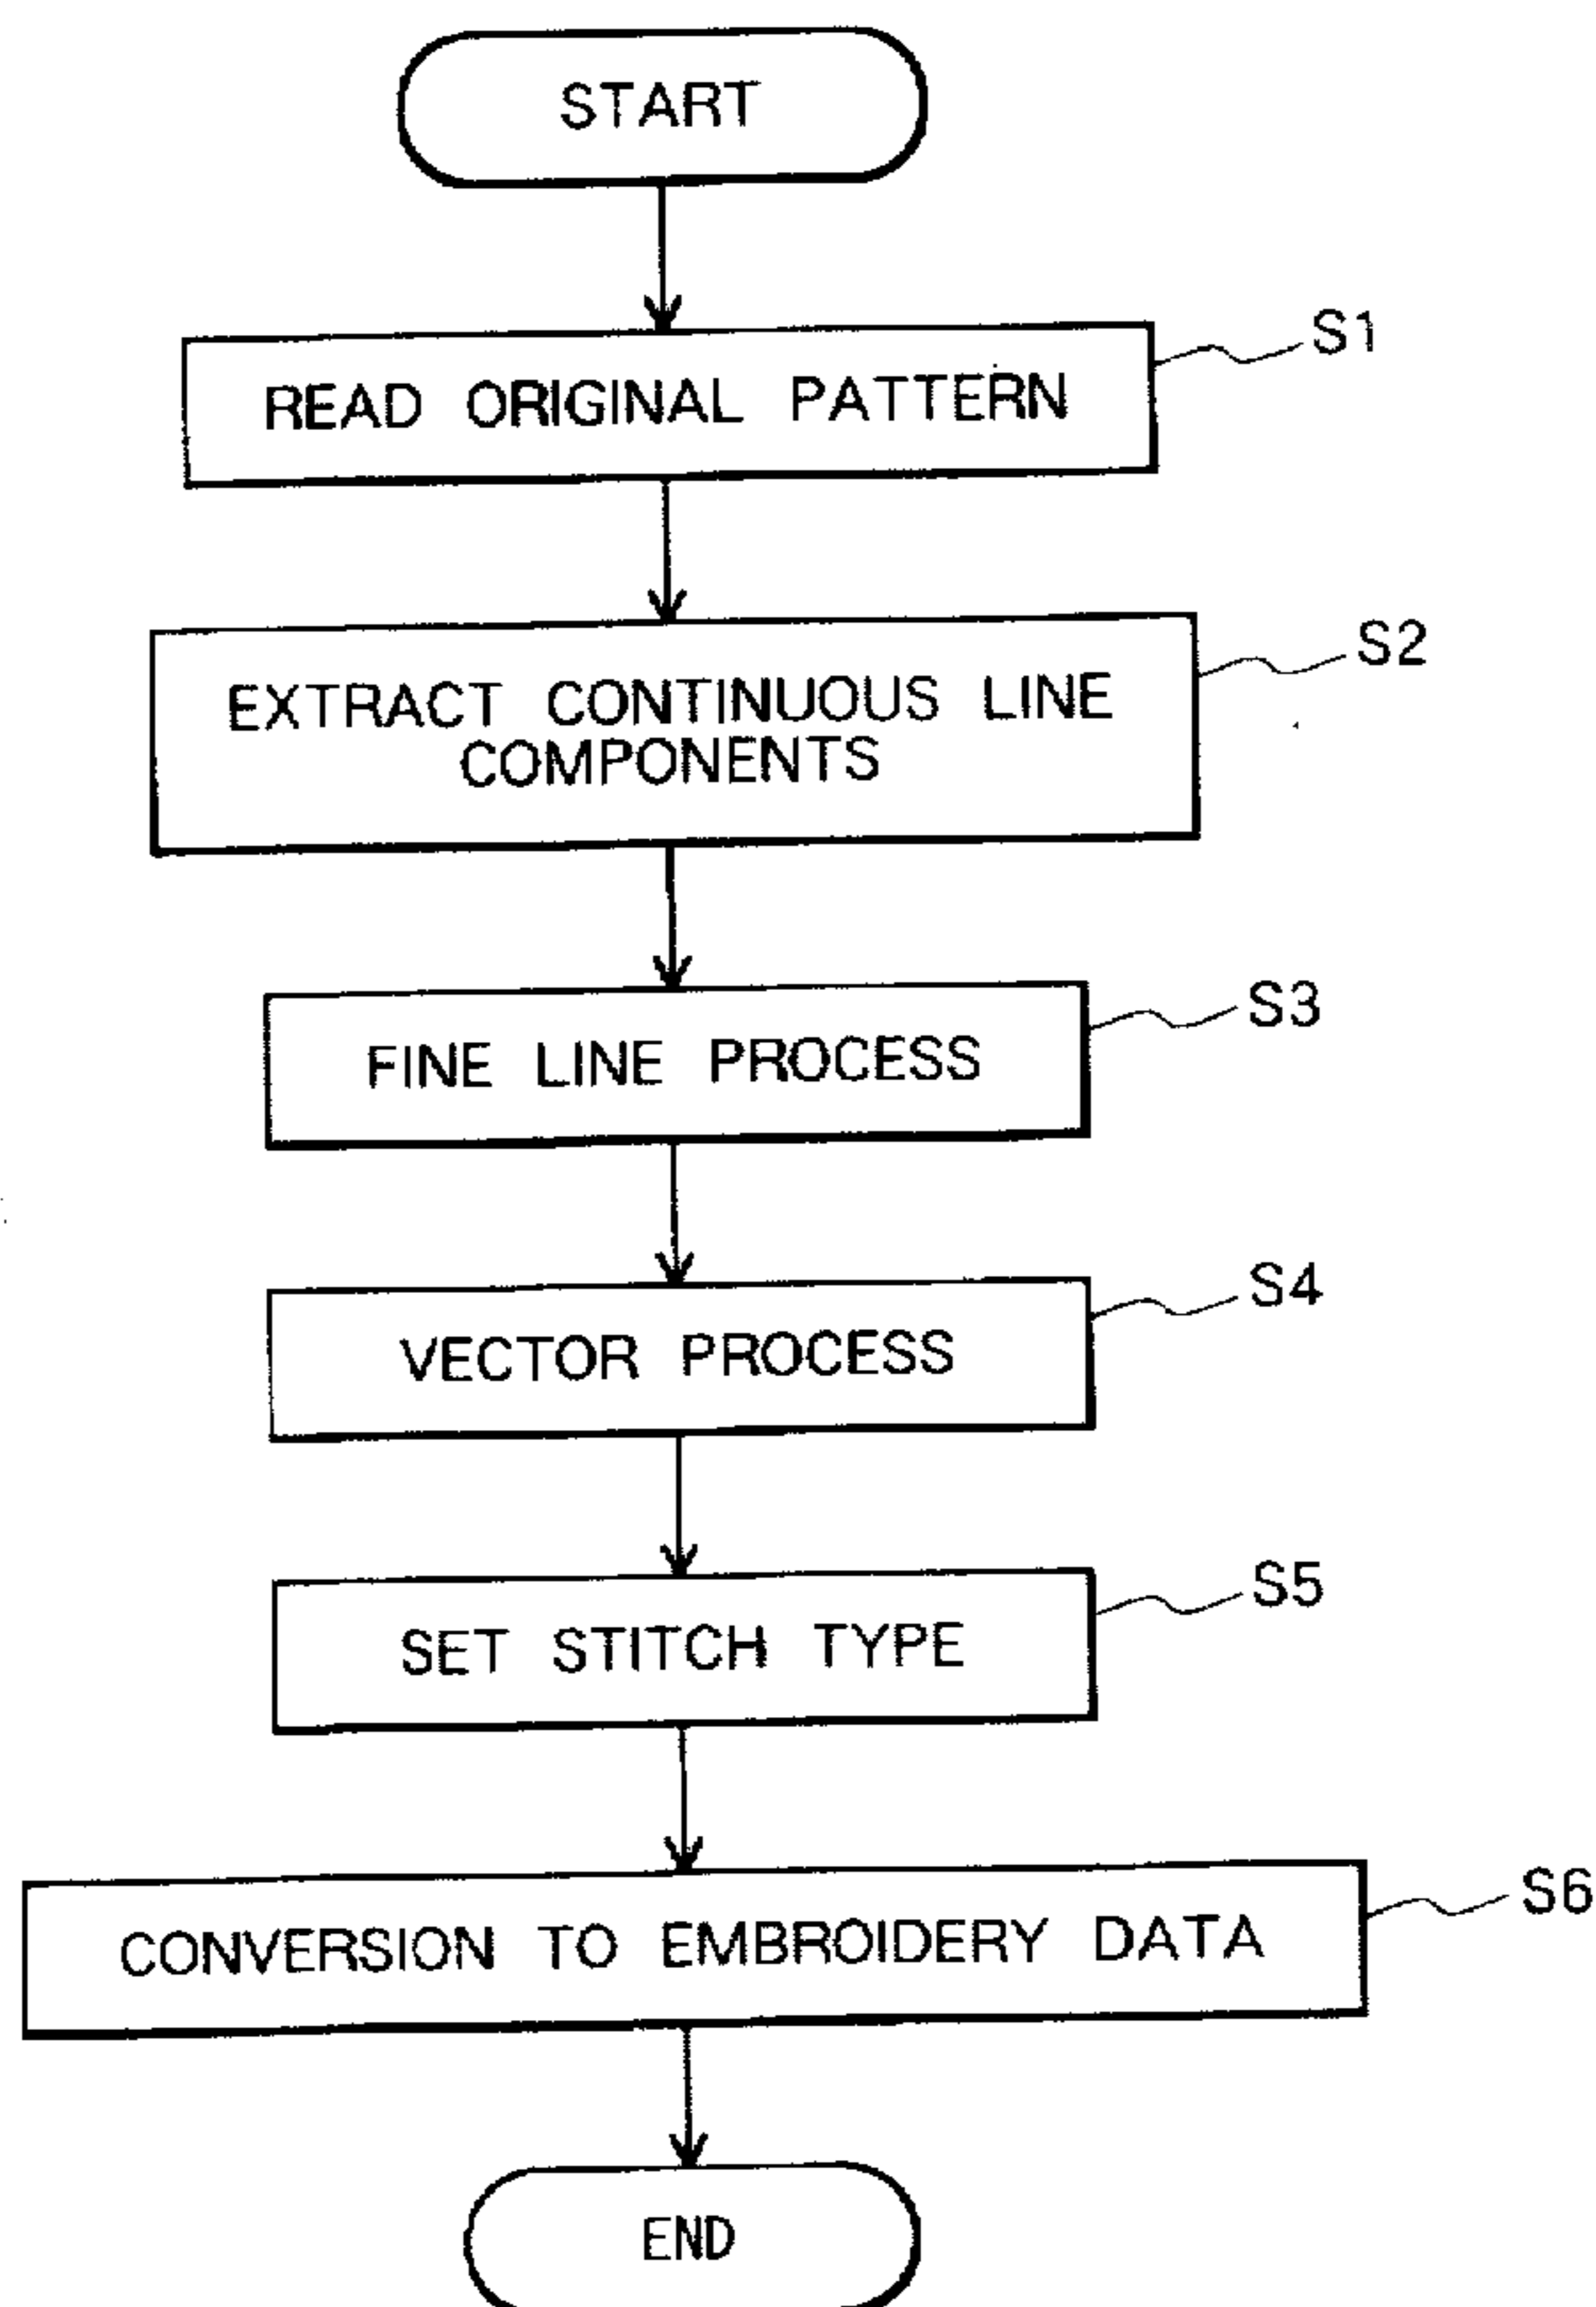 START
READ ORIGINAL PATTERN
S1
EXTRACT CONTINUOUS LINE
COMPONENTS
S2
FINE LINE PROCESS
S3
VECTOR PROCESS
S4
SET STITCH TYPE
S5
CONVERSION TO EMBROIDERY DATA
S6
END